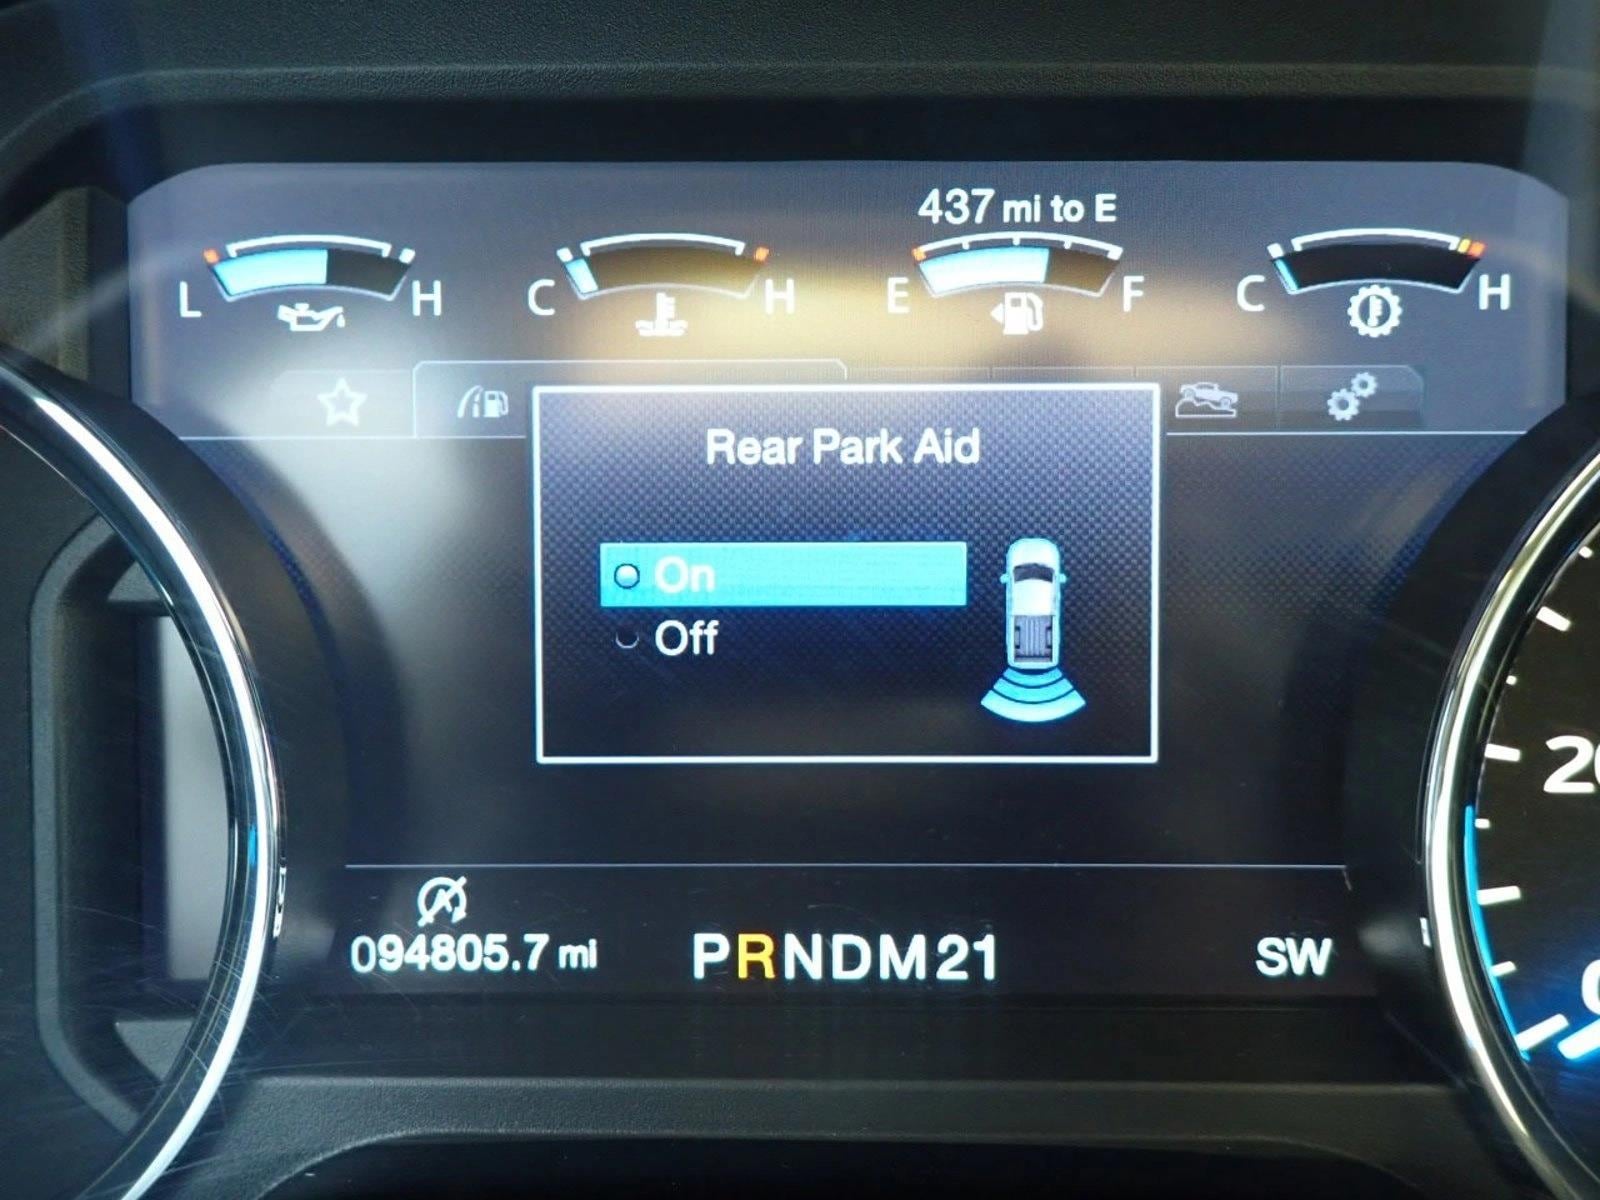 437 mi to E
L H C H E F C H
Rear Park Aid
On
Off
094805.7 mi
PRNDM21
SW